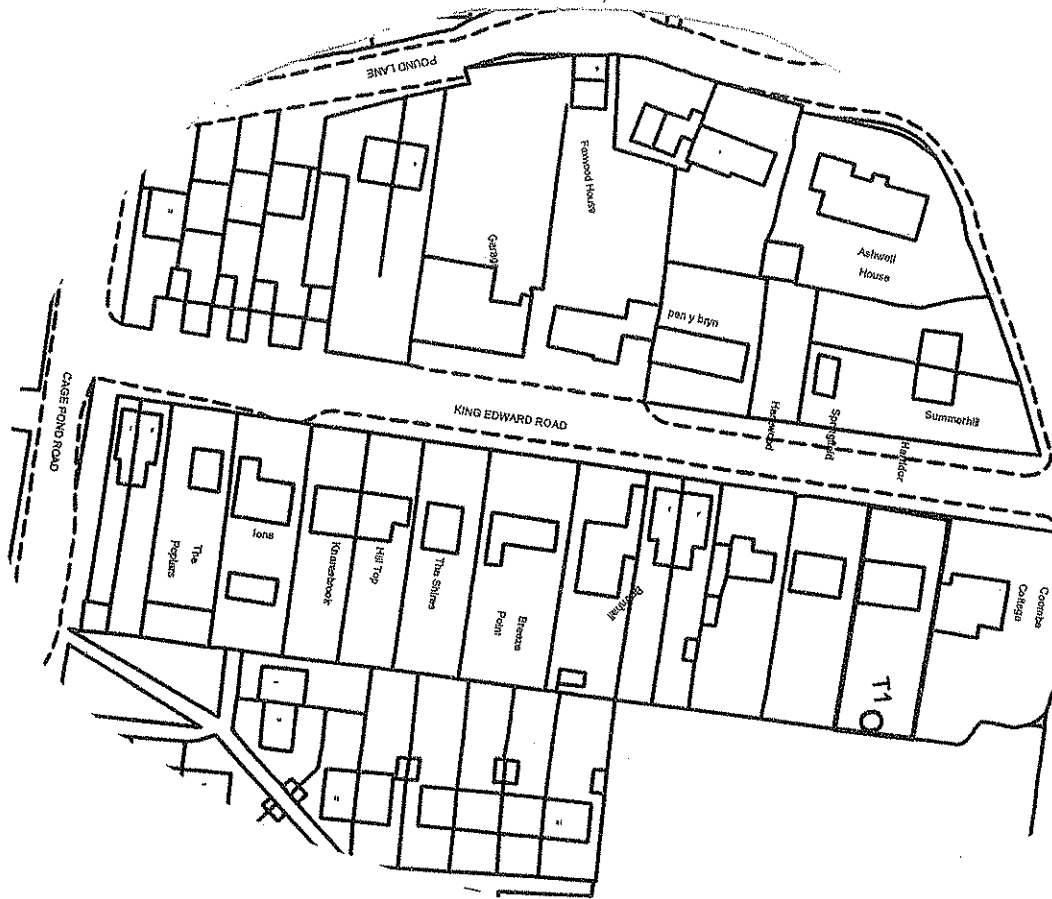 POUND LANE
Foxwood House
Ashwell
House
pen y bryn
Summerhill
Springfield
KING EDWARD ROAD
CAGE POND ROAD
The
Poplars
Iona
Hill Top
The Shires
Breeze
Point
Coombe
Cottage
T1